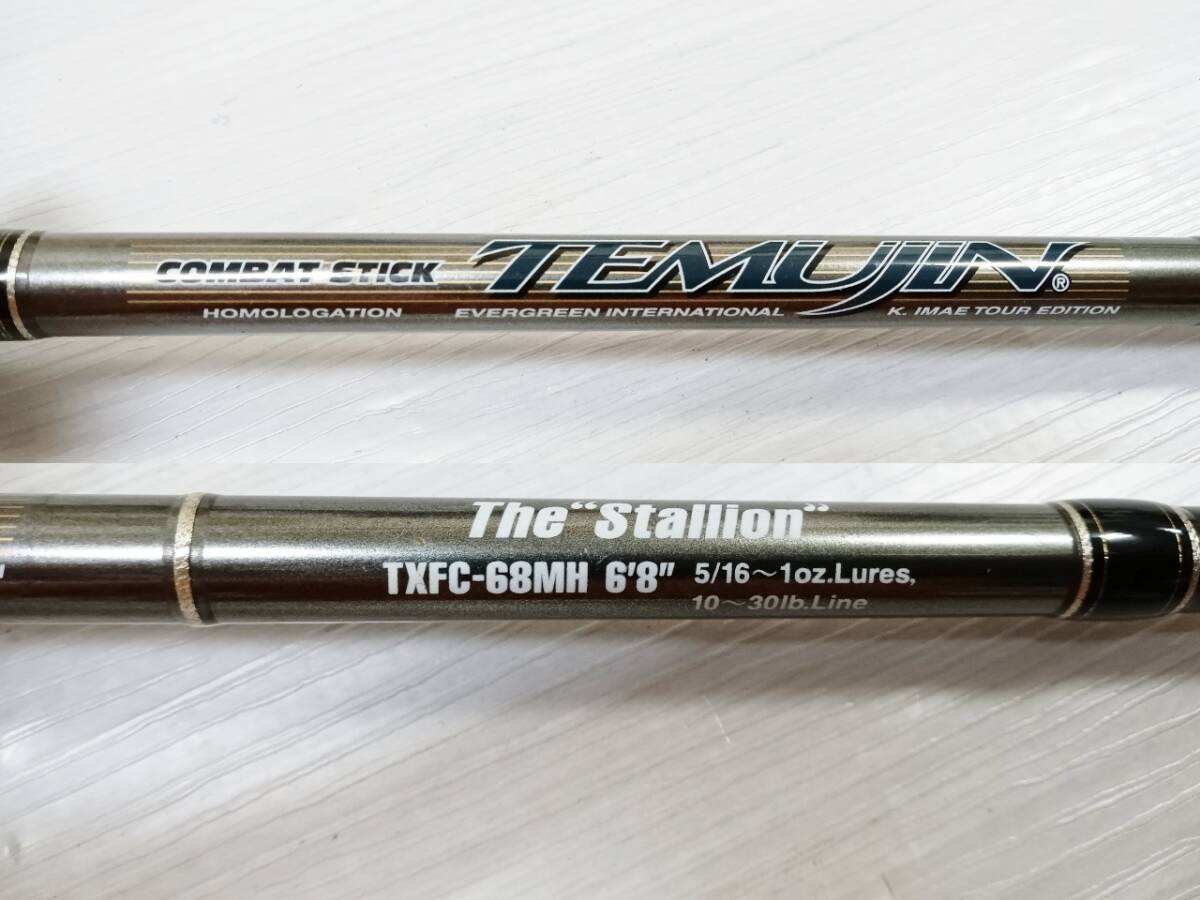 COMBAT STICK TEMUJIN®
HOMOLOGATION EVERGREEN INTERNATIONAL K. IMAE TOUR EDITION
The "Stallion"
TXFC-68MH 6'8" 5/16~1oz.Lures,
10~30lb.Line